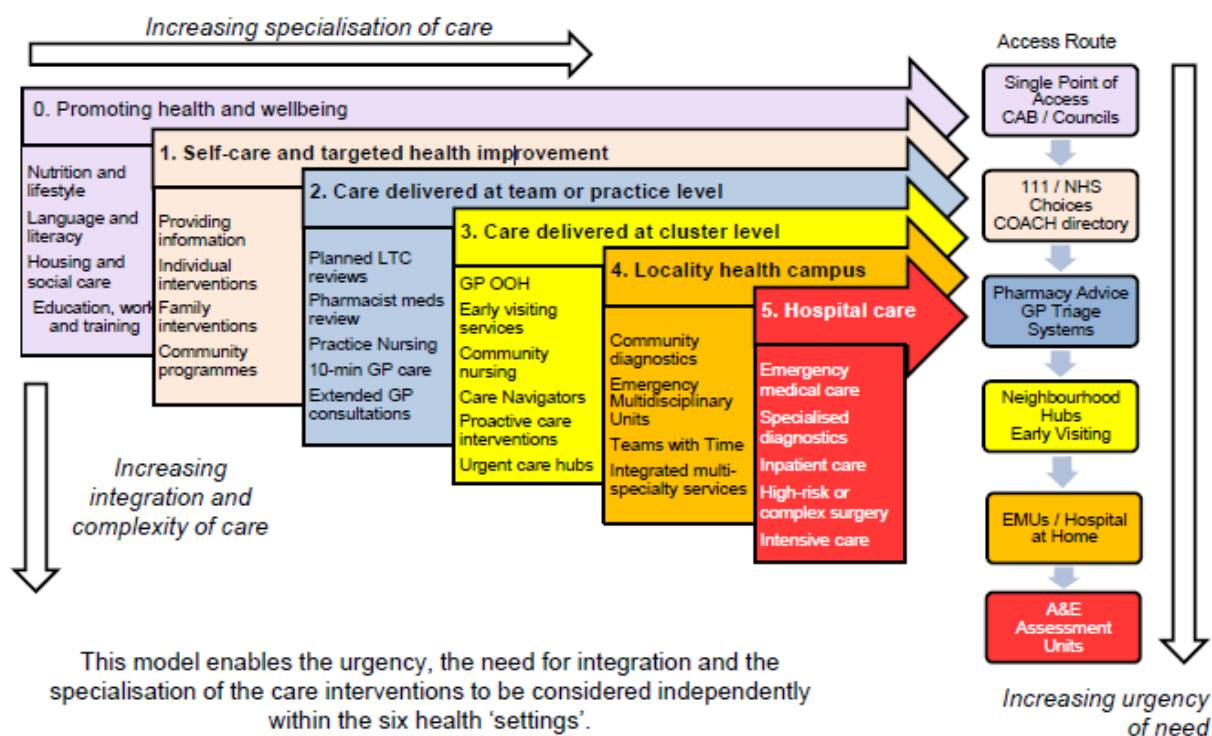 Increasing specialisation of care
Access Route
0. Promoting health and wellbeing
Nutrition and
lifestyle
Language and
literacy
Housing and
social care
Education, work
and training
1. Self-care and targeted health improvement
Providing
information
Individual
interventions
Family
interventions
Community
programmes
2. Care delivered at team or practice level
Planned LTC
reviews
Pharmacist meds
review
Practice Nursing
10-min GP care
Extended GP
consultations
3. Care delivered at cluster level
GP OOH
Early visiting
services
Community
nursing
Care Navigators
Proactive care
interventions
Urgent care hubs
4. Locality health campus
Community
diagnostics
Emergency
Multidisciplinary
Units
Teams with Time
Integrated multi-
specialty services
5. Hospital care
Emergency
medical care
Specialised
diagnostics
Inpatient care
High-risk or
complex surgery
Intensive care
Single Point of
Access
CAB / Councils
111 / NHS
Choices
COACH directory
Pharmacy Advice
GP Triage
Systems
Neighbourhood
Hubs
Early Visiting
EMUs / Hospital
at Home
A&E
Assessment
Units
Increasing
integration and
complexity of care
This model enables the urgency, the need for integration and the
specialisation of the care interventions to be considered independently
within the six health ‘settings’.
Increasing urgency
of need